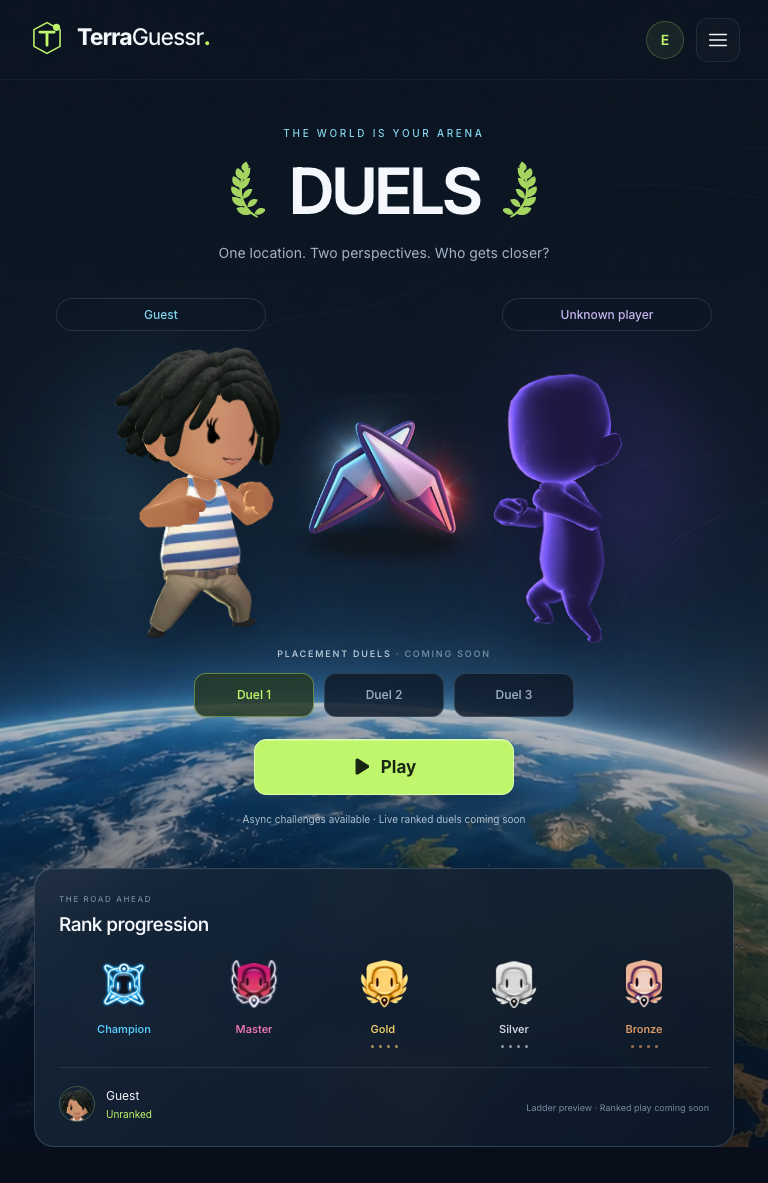 TerraGuessr.
E
THE WORLD IS YOUR ARENA
DUELS
One location. Two perspectives. Who gets closer?
Guest
Unknown player
PLACEMENT DUELS · COMING SOON
Duel 1
Duel 2
Duel 3
Play
Async challenges available · Live ranked duels coming soon
THE ROAD AHEAD
Rank progression
Champion
Master
Gold
Silver
Bronze
Guest
Unranked
Ladder preview · Ranked play coming soon